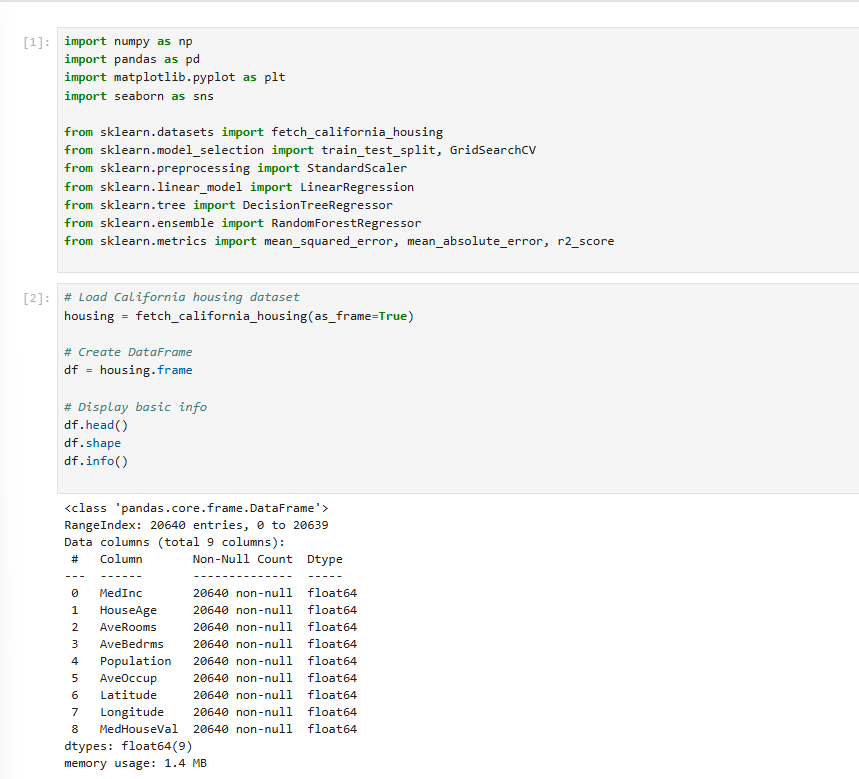 [1]:
import numpy as np
import pandas as pd
import matplotlib.pyplot as plt
import seaborn as sns
from sklearn.datasets import fetch_california_housing
from sklearn.model_selection import train_test_split, GridSearchCV
from sklearn.preprocessing import StandardScaler
from sklearn.linear_model import LinearRegression
from sklearn.tree import DecisionTreeRegressor
from sklearn.ensemble import RandomForestRegressor
from sklearn.metrics import mean_squared_error, mean_absolute_error, r2_score
[2]:
# Load California housing dataset
housing = fetch_california_housing(as_frame=True)
# Create DataFrame
df = housing.frame
# Display basic info
df.head()
df.shape
df.info()
<class 'pandas.core.frame.DataFrame'>
RangeIndex: 20640 entries, 0 to 20639
Data columns (total 9 columns):
 #   Column       Non-Null Count  Dtype
---  ------       --------------  -----
 0   MedInc       20640 non-null  float64
 1   HouseAge     20640 non-null  float64
 2   AveRooms     20640 non-null  float64
 3   AveBedrms    20640 non-null  float64
 4   Population   20640 non-null  float64
 5   AveOccup     20640 non-null  float64
 6   Latitude     20640 non-null  float64
 7   Longitude    20640 non-null  float64
 8   MedHouseVal  20640 non-null  float64
dtypes: float64(9)
memory usage: 1.4 MB